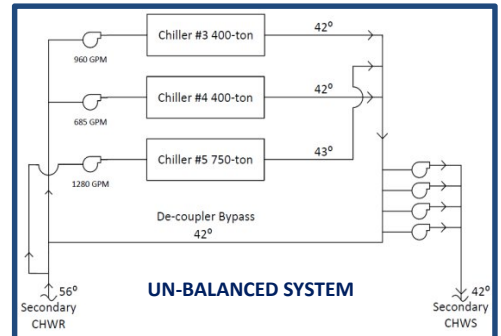 Chiller #3 400-ton
42°
960 GPM
Chiller #4 400-ton
42°
685 GPM
Chiller #5 750-ton
43°
1280 GPM
De-coupler Bypass
42°
56°
UN-BALANCED SYSTEM
42°
Secondary
CHWR
Secondary
CHWS